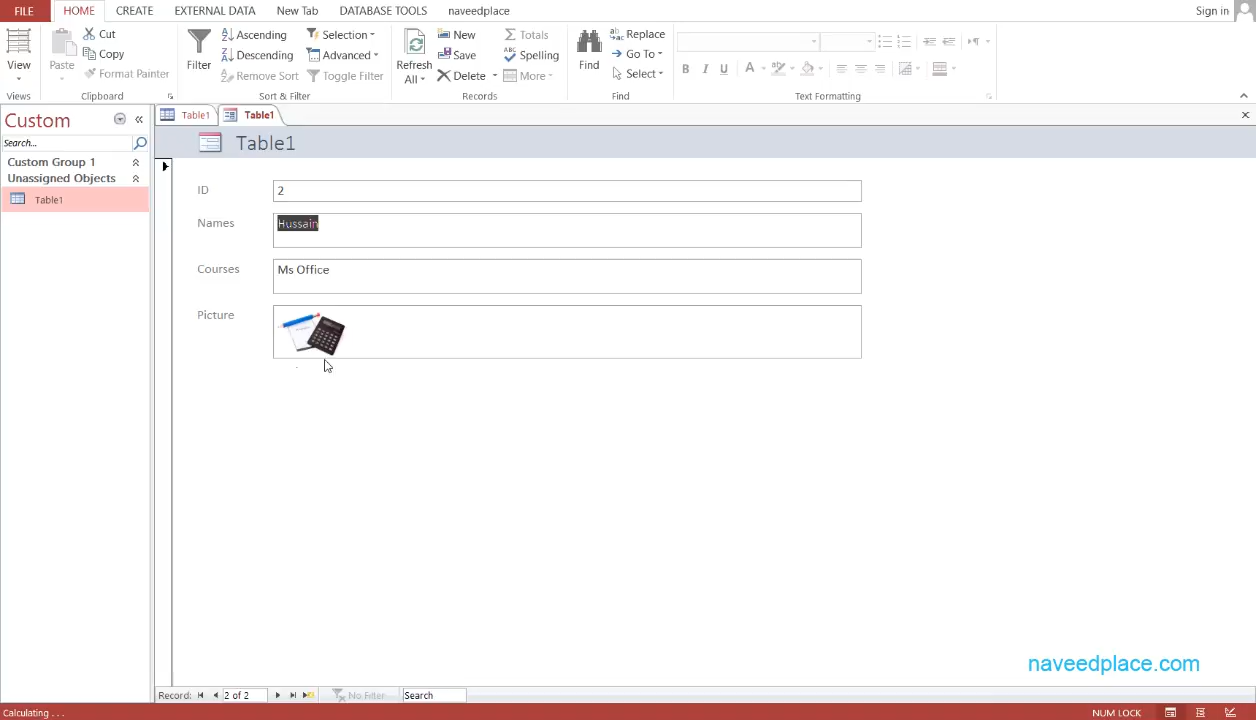 FILE HOME CREATE EXTERNAL DATA New Tab DATABASE TOOLS naveedplace Sign in
View
Views
Paste
Cut
Copy
Format Painter
Clipboard
Filter
Ascending
Descending
Remove Sort
Selection
Advanced
Toggle Filter
Sort & Filter
Refresh
All
New
Save
Delete
Totals
Spelling
More
Records
Find
Replace
Go To
Select
Find
B I U A
Text Formatting
Custom
Search...
Custom Group 1
Unassigned Objects
Table1
Table1 Table1
Table1
ID 2
Names Hussain
Courses Ms Office
Picture
naveedplace.com
Record: 2 of 2 No Filter Search
Calculating . . . NUM LOCK